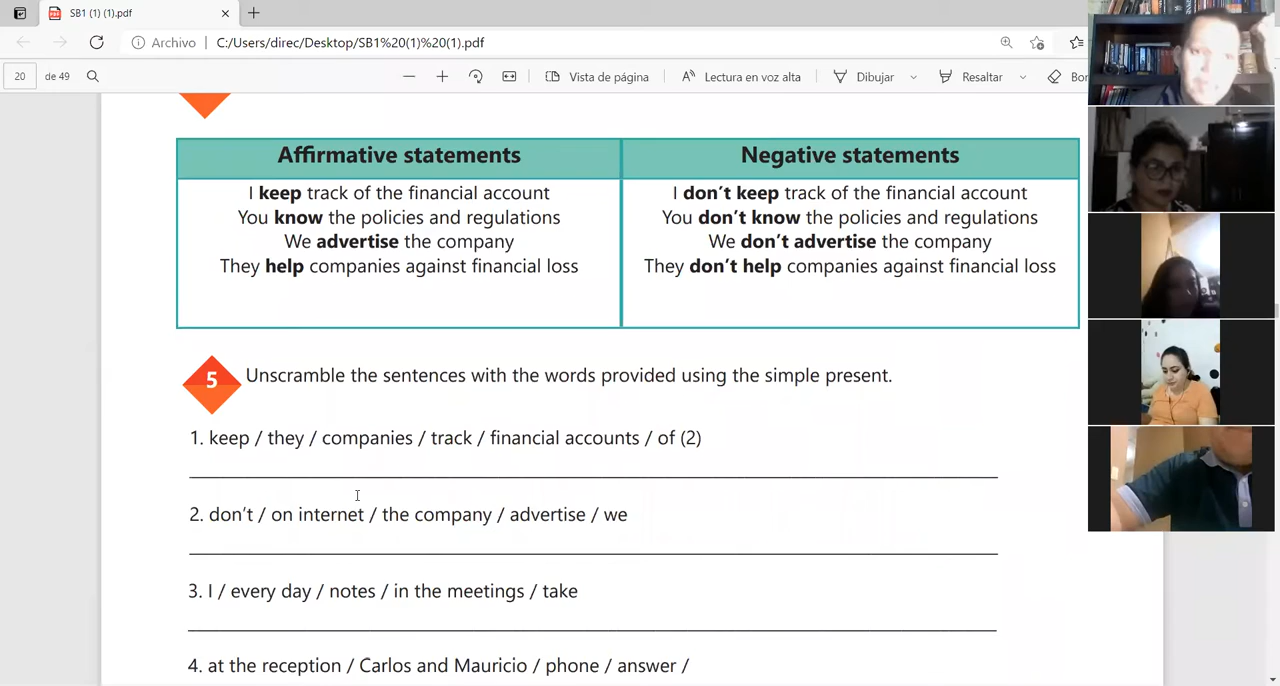 SB1 (1) (1).pdf
Archivo | C:/Users/direc/Desktop/SB1%20(1)%20(1).pdf
20 de 49 Vista de página Lectura en voz alta Dibujar Resaltar
Affirmative statements
I keep track of the financial account
You know the policies and regulations
We advertise the company
They help companies against financial loss
Negative statements
I don't keep track of the financial account
You don't know the policies and regulations
We don't advertise the company
They don't help companies against financial loss
5 Unscramble the sentences with the words provided using the simple present.
1. keep / they / companies / track / financial accounts / of (2)
2. don't / on internet / the company / advertise / we
3. I / every day / notes / in the meetings / take
4. at the reception / Carlos and Mauricio / phone / answer /